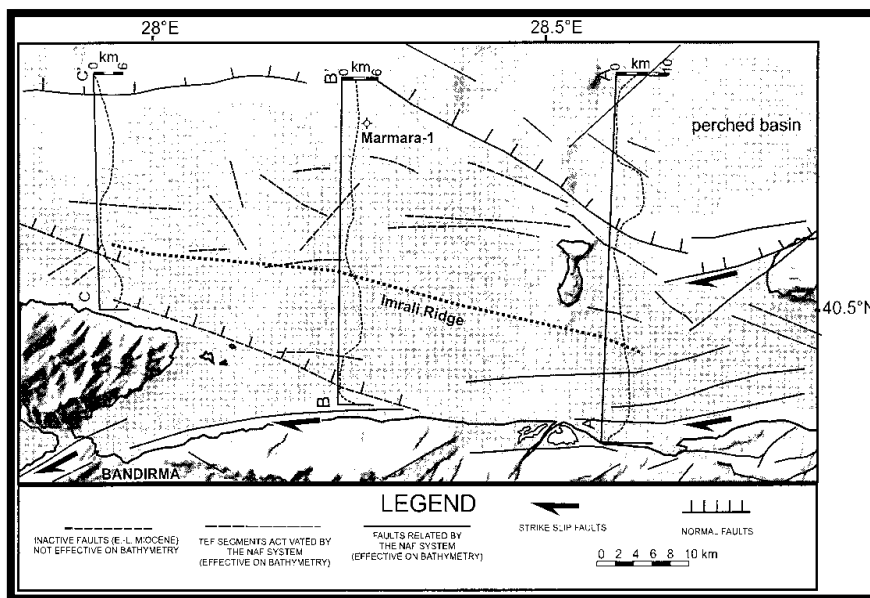 28°E
28.5°E
C' 0 6 km
B' 0 6 km
A' 0 10 km
Marmara-1
perched basin
Imrali Ridge
40.5°N
C
B
A
BANDIRMA
LEGEND
INACTIVE FAULTS (E.-L. MIOCENE)
NOT EFFECTIVE ON BATHYMETRY
TEF SEGMENTS ACTIVATED BY
THE NAF SYSTEM
(EFFECTIVE ON BATHYMETRY)
FAULTS RELATED BY
THE NAF SYSTEM
(EFFECTIVE ON BATHYMETRY)
STRIKE SLIP FAULTS
NORMAL FAULTS
0 2 4 6 8 10 km